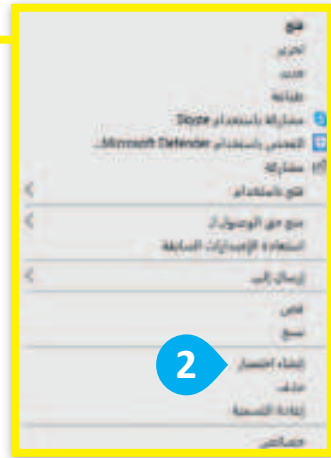 فتح
تحرير
جديد
طباعة
مشاركة باستخدام Skype
الفحص باستخدام Microsoft Defender...
مشاركة
فتح باستخدام
منح حق الوصول لـ
استعادة الإصدارات السابقة
إرسال إلى
قص
نسخ
2
إنشاء اختصار
حذف
إعادة التسمية
خصائص